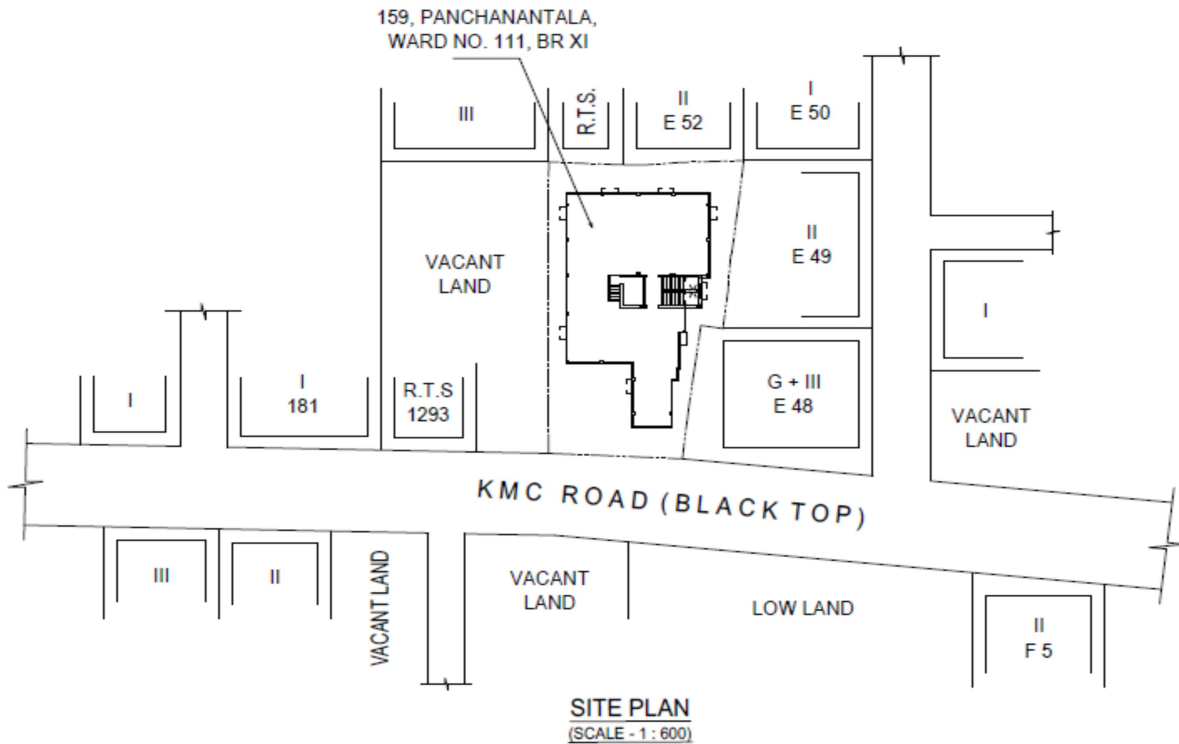 159, PANCHANANTALA,
WARD NO. 111, BR XI
III
R.T.S.
II
E 52
I
E 50
VACANT
LAND
II
E 49
I
I
I
181
R.T.S
1293
G + III
E 48
VACANT
LAND
KMC ROAD (BLACK TOP)
III
II
VACANT LAND
VACANT
LAND
LOW LAND
II
F 5
SITE PLAN
(SCALE - 1 : 600)